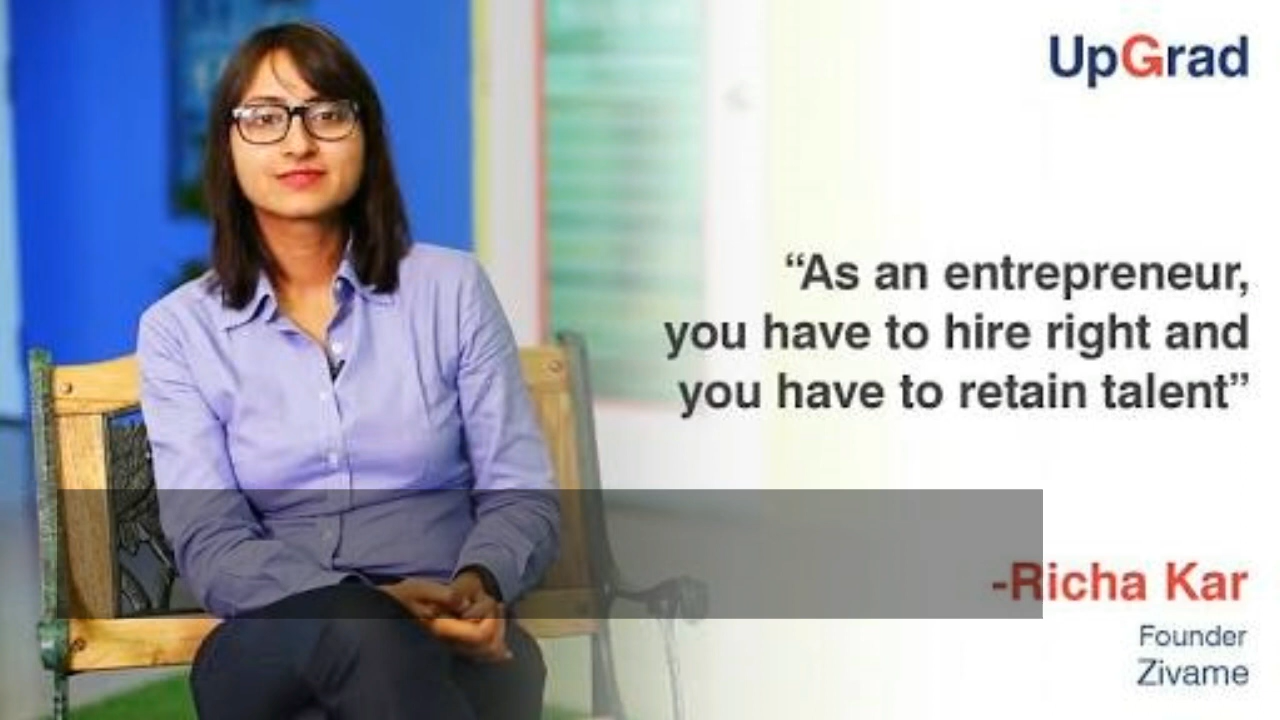 UpGrad
“As an entrepreneur,
you have to hire right and
you have to retain talent”
-Richa Kar
Founder
Zivame